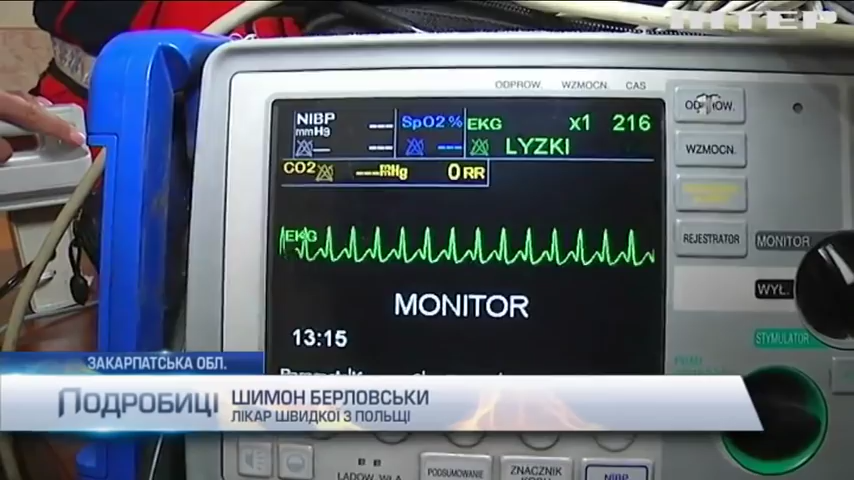 ІНТЕР
ODPROW. WZMOCN. CAS
NIBP
mmHg
---
---
SpO2 %
---
EKG x1 216
LYZKI
CO2 ---mmHg 0 RR
EKG
MONITOR
13:15
ODPROW.
WZMOCN.
REJESTRATOR
MONITOR
WYŁ.
STYMULATOR
ЗАКАРПАТСЬКА ОБЛ.
ПОДРОБИЦІ
ШИМОН БЕРЛОВСЬКИ
ЛІКАР ШВИДКОЇ З ПОЛЬЩІ
PODSUMOWANIE
ZNACZNIK
NIBP